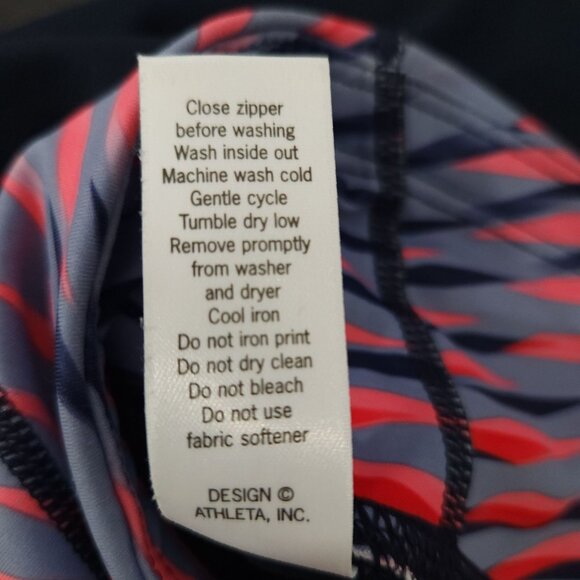 Close zipper
before washing
Wash inside out
Machine wash cold
Gentle cycle
Tumble dry low
Remove promptly
from washer
and dryer
Cool iron
Do not iron print
Do not dry clean
Do not bleach
Do not use
fabric softener
DESIGN ©
ATHLETA, INC.